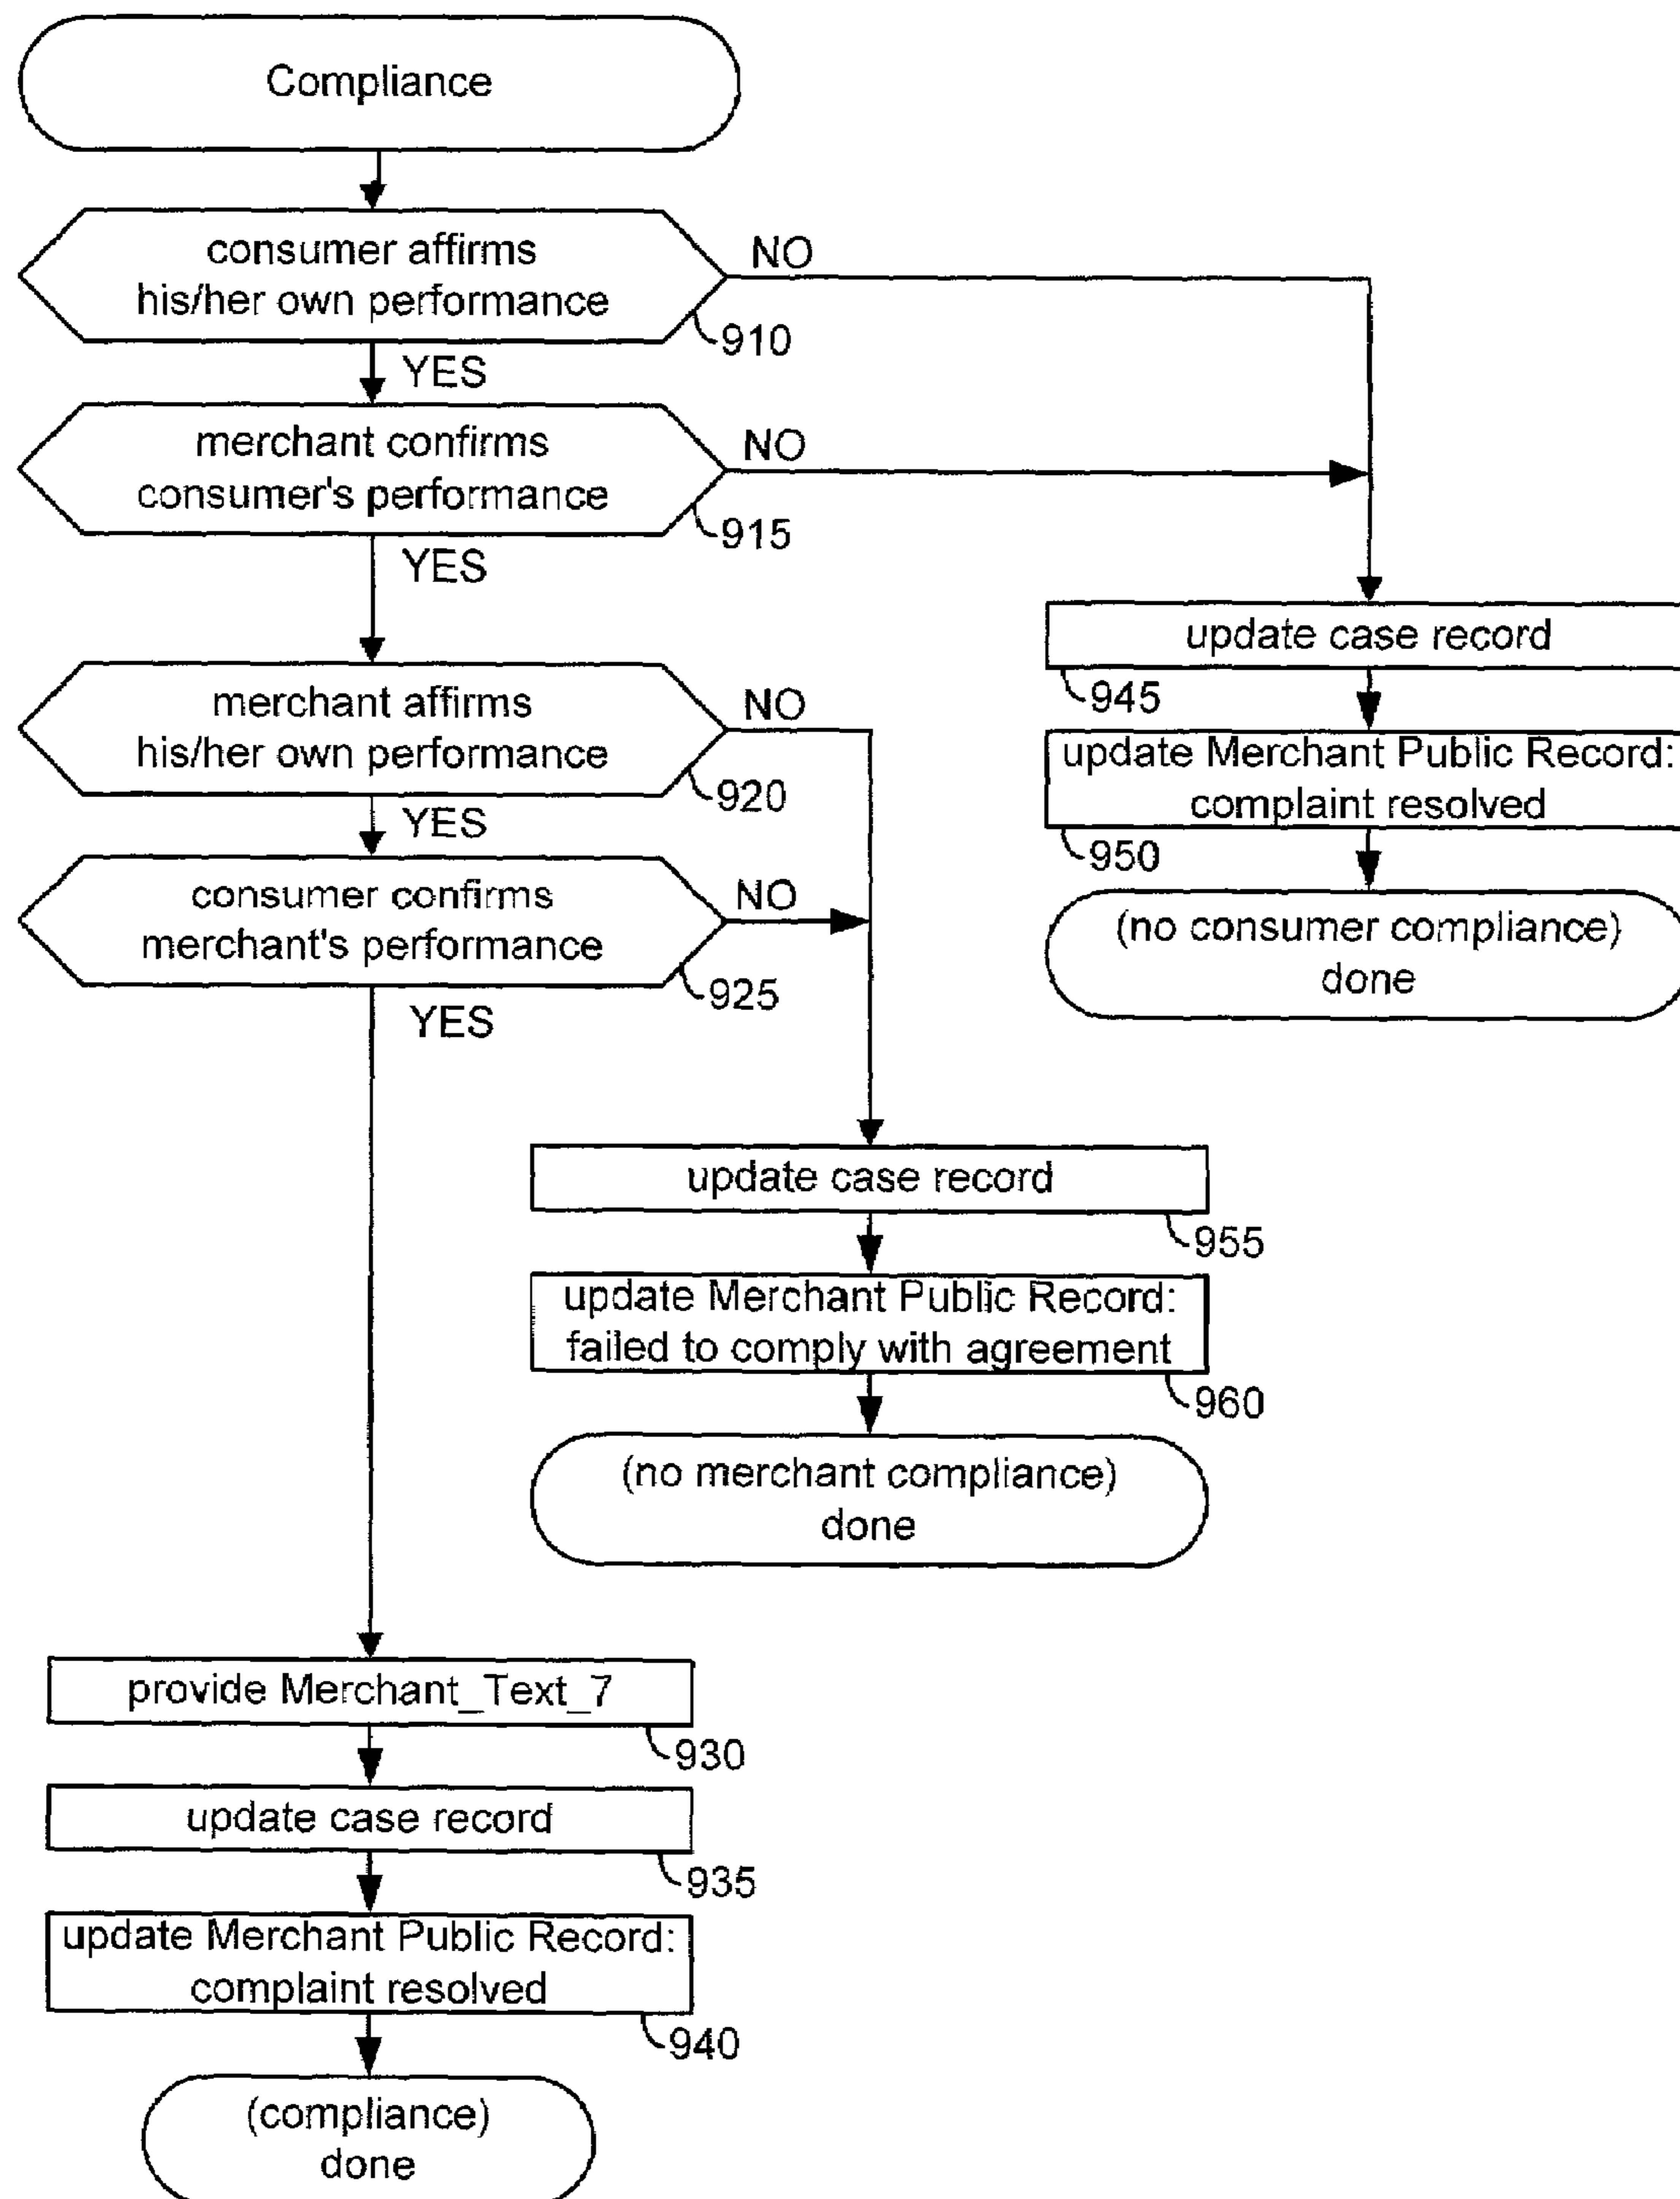 Compliance
consumer affirms
his/her own performance
NO
910
YES
merchant confirms
consumer's performance
NO
915
YES
merchant affirms
his/her own performance
NO
920
YES
consumer confirms
merchant's performance
NO
925
YES
update case record
945
update Merchant Public Record:
complaint resolved
950
(no consumer compliance)
done
update case record
955
update Merchant Public Record:
failed to comply with agreement
960
(no merchant compliance)
done
provide Merchant_Text_7
930
update case record
935
update Merchant Public Record:
complaint resolved
940
(compliance)
done